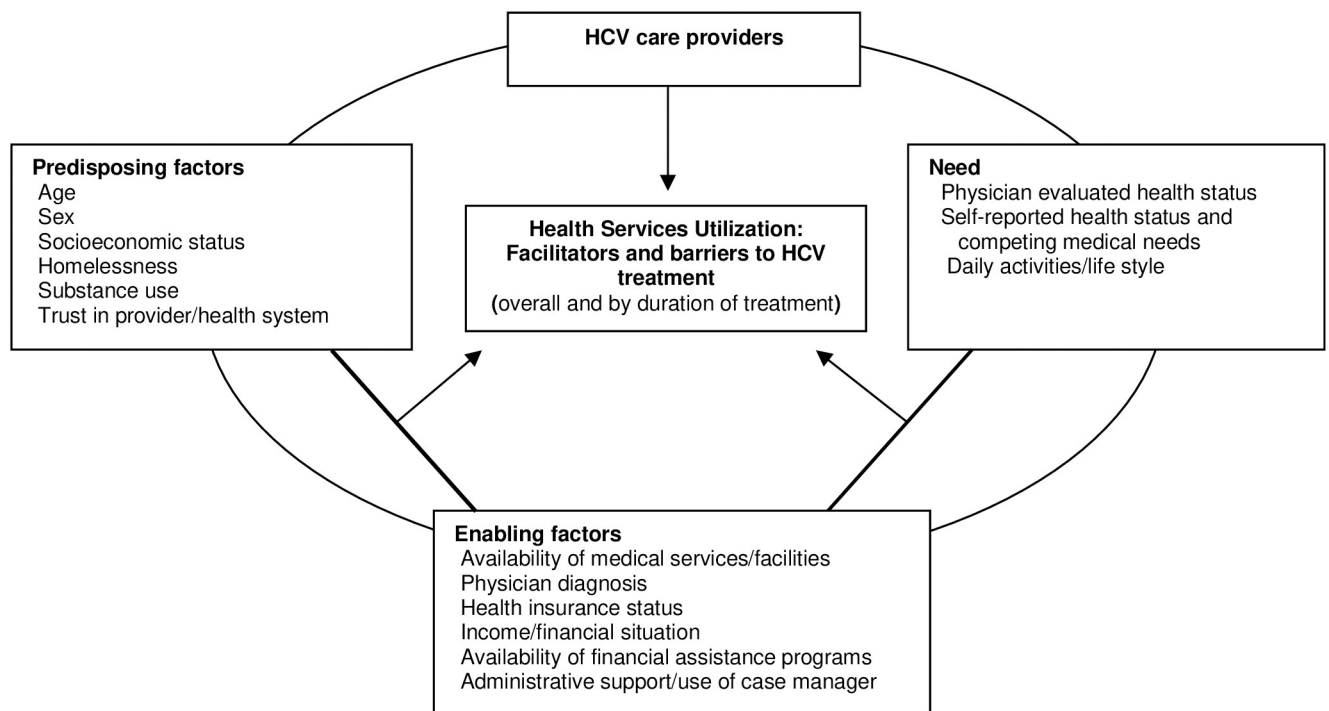 HCV care providers
Predisposing factors
Age
Sex
Socioeconomic status
Homelessness
Substance use
Trust in provider/health system
Health Services Utilization:
Facilitators and barriers to HCV
treatment
(overall and by duration of treatment)
Need
Physician evaluated health status
Self-reported health status and
competing medical needs
Daily activities/life style
Enabling factors
Availability of medical services/facilities
Physician diagnosis
Health insurance status
Income/financial situation
Availability of financial assistance programs
Administrative support/use of case manager